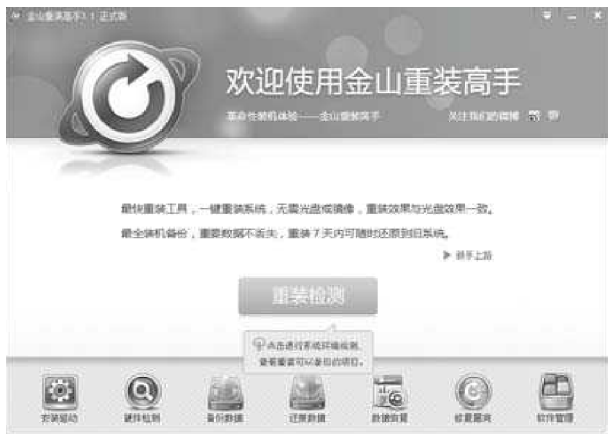 金山重装高手3.1 正式版
欢迎使用金山重装高手
革命性装机体验——金山重装高手
关注我们的微博
最快重装工具，一键重装系统，无需光盘或镜像，重装效果与光盘效果一致。
最全装机备份，重要数据不丢失，重装7天内可随时还原到旧系统。
新手上路
重装检测
点击进行系统环境检测，
查看重装可以备份的项目。
安装驱动
硬件检测
备份数据
还原数据
数据恢复
修复漏洞
软件管理